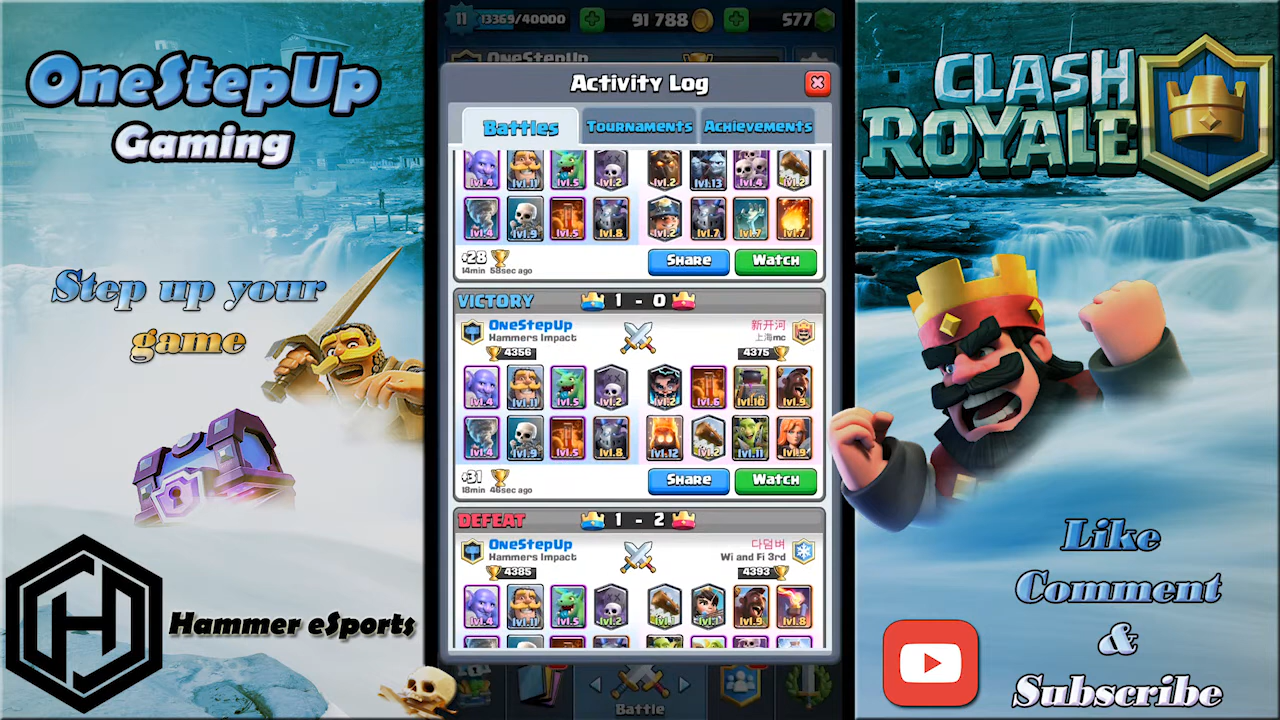 OneStepUp
Gaming
Step up your
game
Hammer eSports
11 13369/40000 91 788 577
OneStepUp
Activity Log
Battles Tournaments Achievements
lvl.4 lvl.11 lvl.5 lvl.2 lvl.2 lvl.13 lvl.4 lvl.2
lvl.4 lvl.9 lvl.5 lvl.8 lvl.2 lvl.7 lvl.7 lvl.7
+28
14min 58sec ago
Share Watch
VICTORY 1 - 0
OneStepUp 新开河
Hammers Impact 上海mc
4356 4375
lvl.4 lvl.11 lvl.5 lvl.2 lvl.2 lvl.6 lvl.10 lvl.9
lvl.4 lvl.9 lvl.5 lvl.8 lvl.12 lvl.2 lvl.11 lvl.9
+31
18min 46sec ago
Share Watch
DEFEAT 1 - 2
OneStepUp 다덤벼
Hammers Impact Wi and Fi 3rd
4385 4393
lvl.4 lvl.11 lvl.5 lvl.2 lvl.1 lvl.1 lvl.9 lvl.8
Battle
CLASH
ROYALE
Like
Comment
&
Subscribe